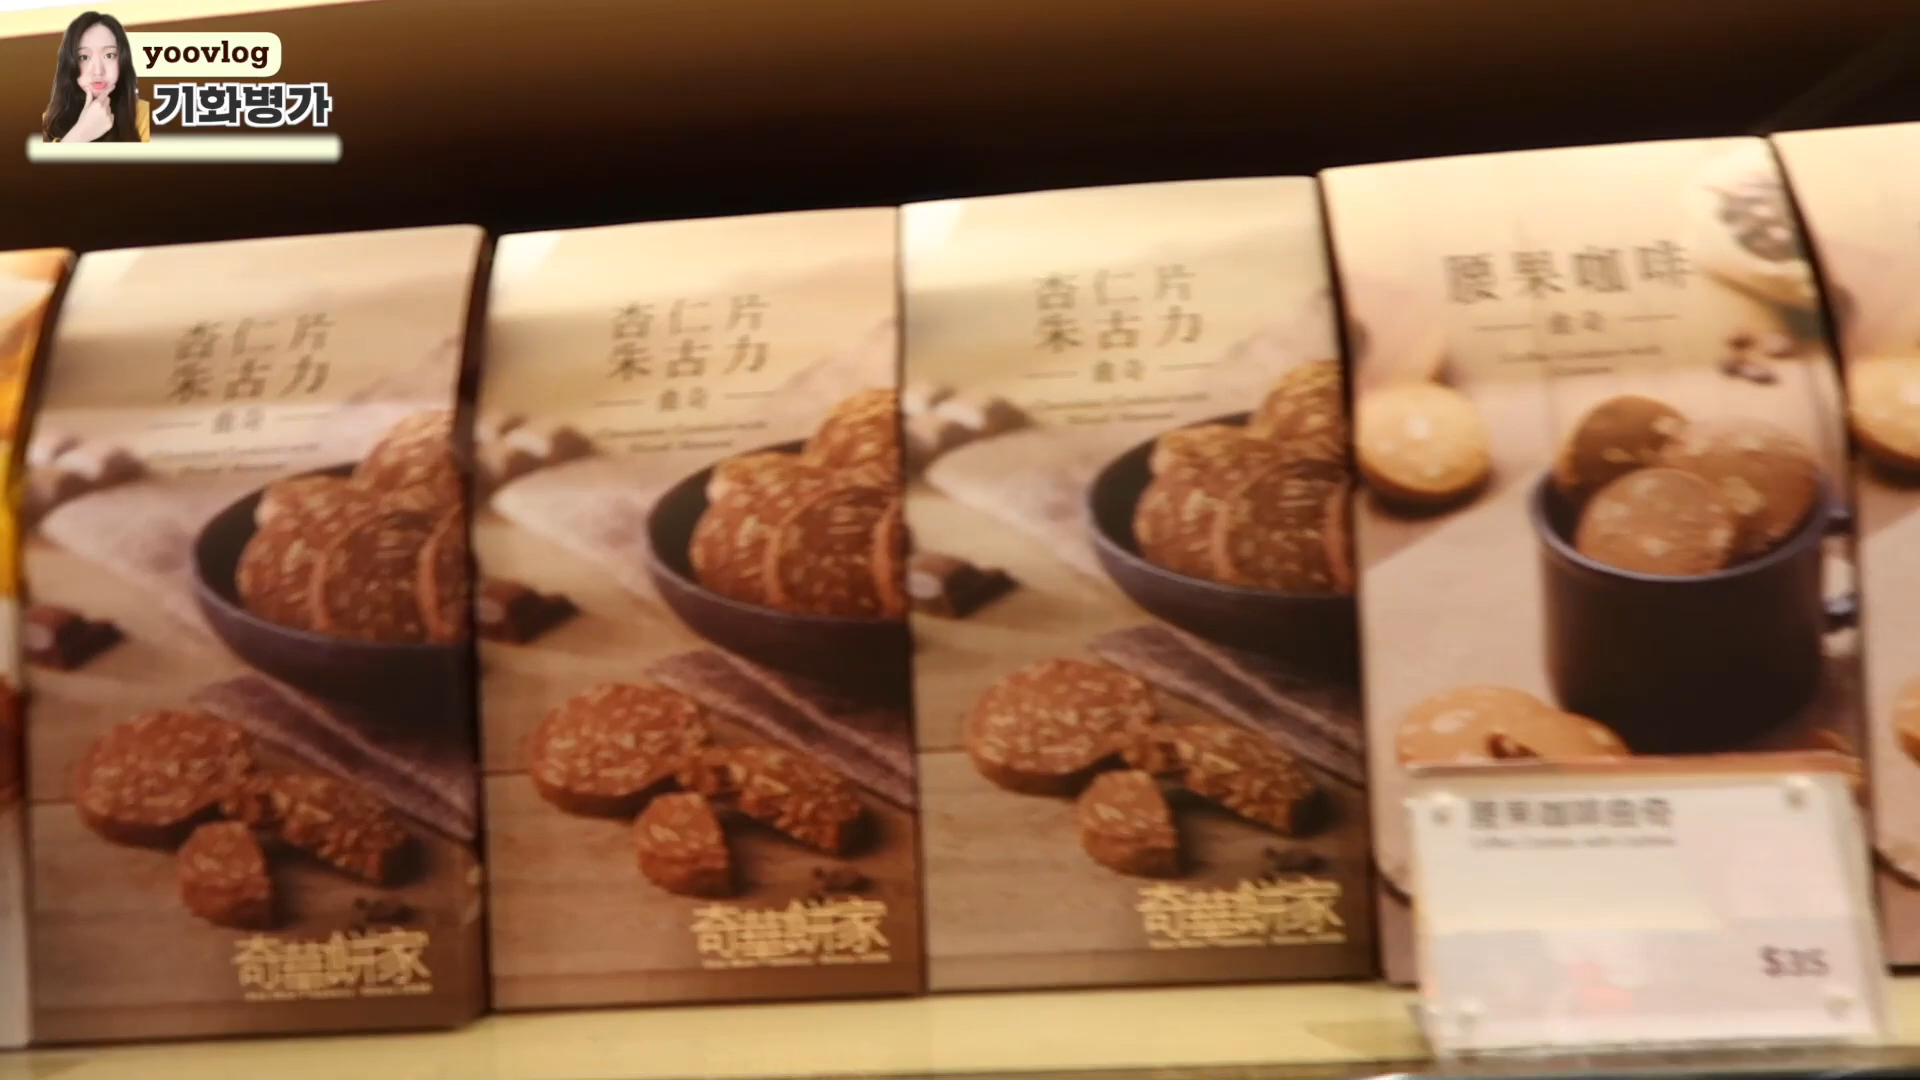 yoovlog
기화병가
杏仁片
朱古力
曲奇
奇華餅家
杏仁片
朱古力
曲奇
奇華餅家
杏仁片
朱古力
曲奇
奇華餅家
腰果咖啡
曲奇
腰果咖啡曲奇
$35